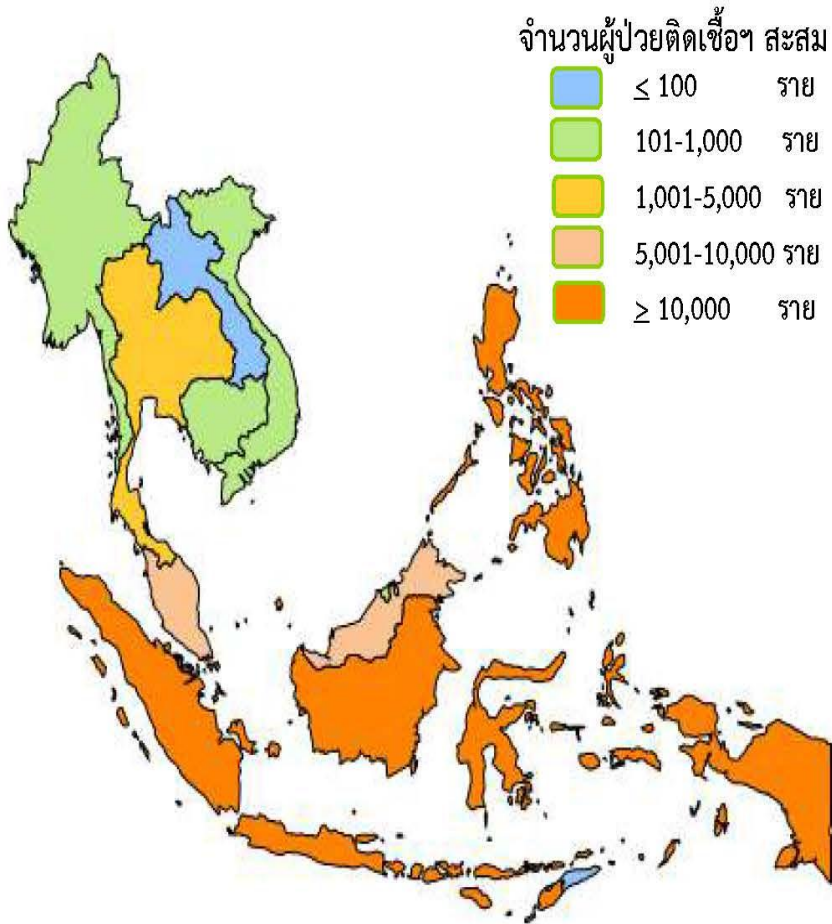 จำนวนผู้ป่วยติดเชื้อฯ สะสม
≤ 100 ราย
101-1,000 ราย
1,001-5,000 ราย
5,001-10,000 ราย
≥ 10,000 ราย